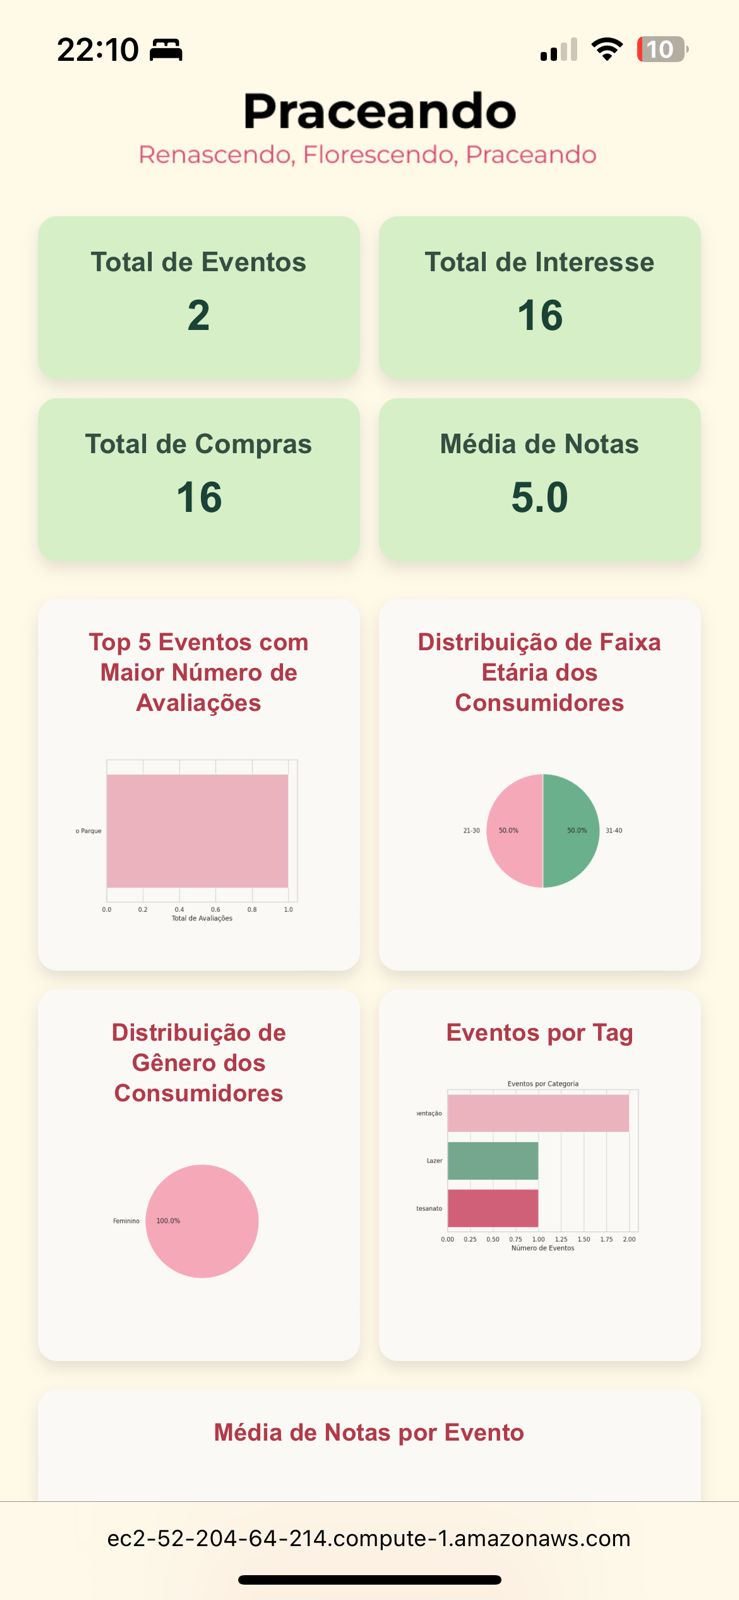 22:10
10
Praceando
Renascendo, Florescendo, Praceando
Total de Eventos
2
Total de Interesse
16
Total de Compras
16
Média de Notas
5.0
Top 5 Eventos com
Maior Número de
Avaliações
o Parque
0.0 0.2 0.4 0.6 0.8 1.0
Total de Avaliações
Distribuição de Faixa
Etária dos
Consumidores
21-30 50.0% 50.0% 31-40
Distribuição de
Gênero dos
Consumidores
Feminino 100.0%
Eventos por Tag
Eventos por Categoria
entação
Lazer
tesanato
0.00 0.25 0.50 0.75 1.00 1.25 1.50 1.75 2.00
Número de Eventos
Média de Notas por Evento
ec2-52-204-64-214.compute-1.amazonaws.com